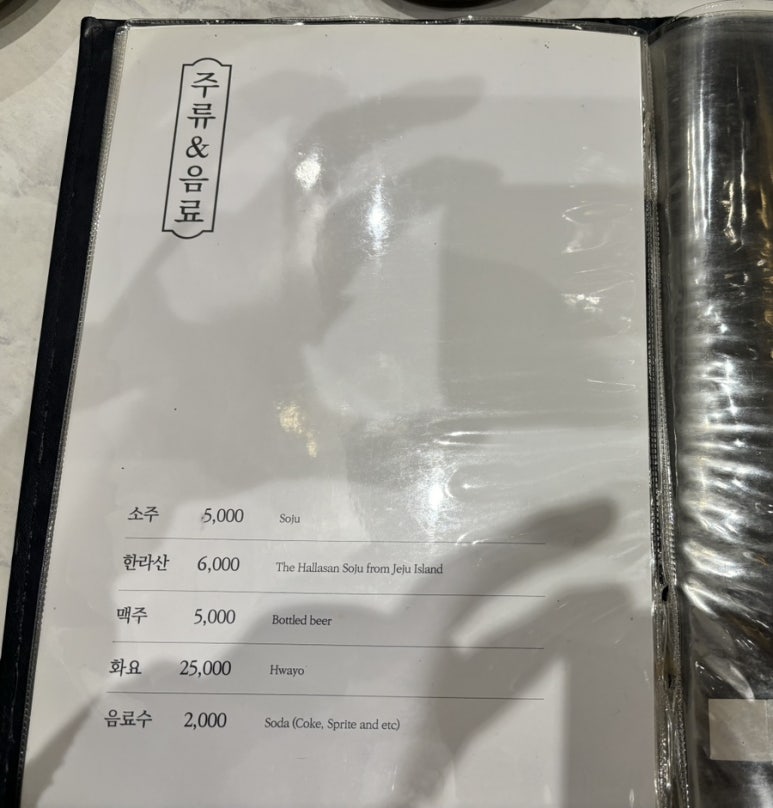 주류&음료
소주 5,000 Soju
한라산 6,000 The Hallasan Soju from Jeju Island
맥주 5,000 Bottled beer
화요 25,000 Hwayo
음료수 2,000 Soda (Coke, Sprite and etc)